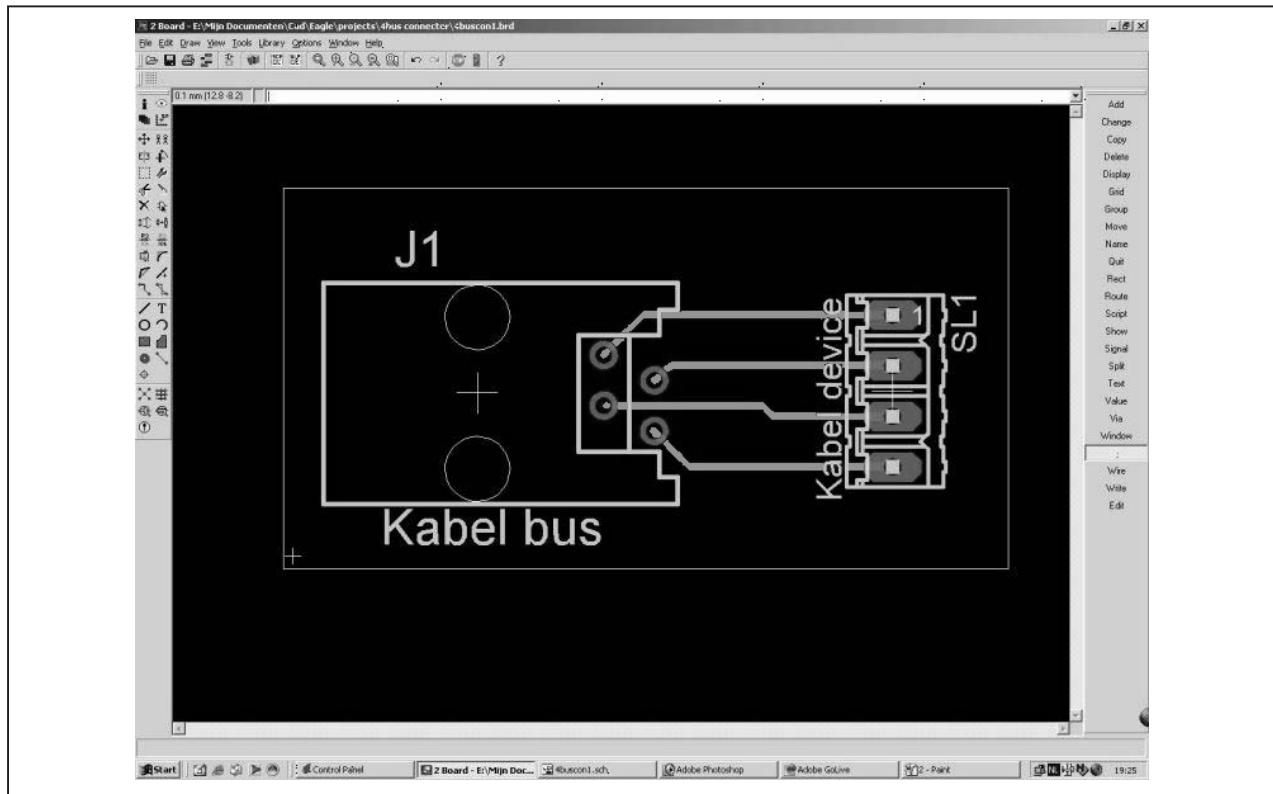 2 Board - E:\Mijn Documenten\Cud\Eagle\projects\4bus connector\4buscon1.brd
File Edit Draw View Tools Library Options Window Help
0.1 mm (12.8 -8.2)
J1
Kabel bus
Kabel device
1
SL1
Add
Change
Copy
Delete
Display
Grid
Group
Move
Name
Quit
Rect
Route
Script
Show
Signal
Split
Text
Value
Via
Window
;
Wire
Write
Edit
Start
Control Panel
2 Board - E:\Mijn Doc...
4buscon1.sch,
Adobe Photoshop
Adobe GoLive
2 - Paint
NL
19:25